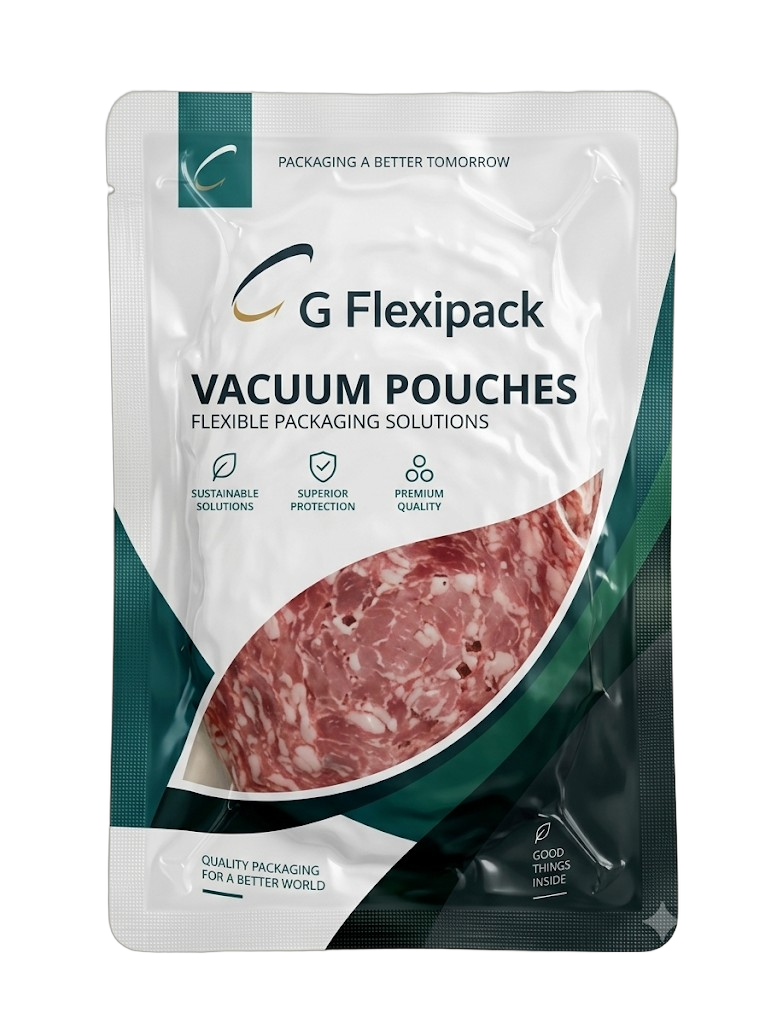 PACKAGING A BETTER TOMORROW
G Flexipack
VACUUM POUCHES
FLEXIBLE PACKAGING SOLUTIONS
SUSTAINABLE
SOLUTIONS
SUPERIOR
PROTECTION
PREMIUM
QUALITY
QUALITY PACKAGING
FOR A BETTER WORLD
GOOD
THINGS
INSIDE